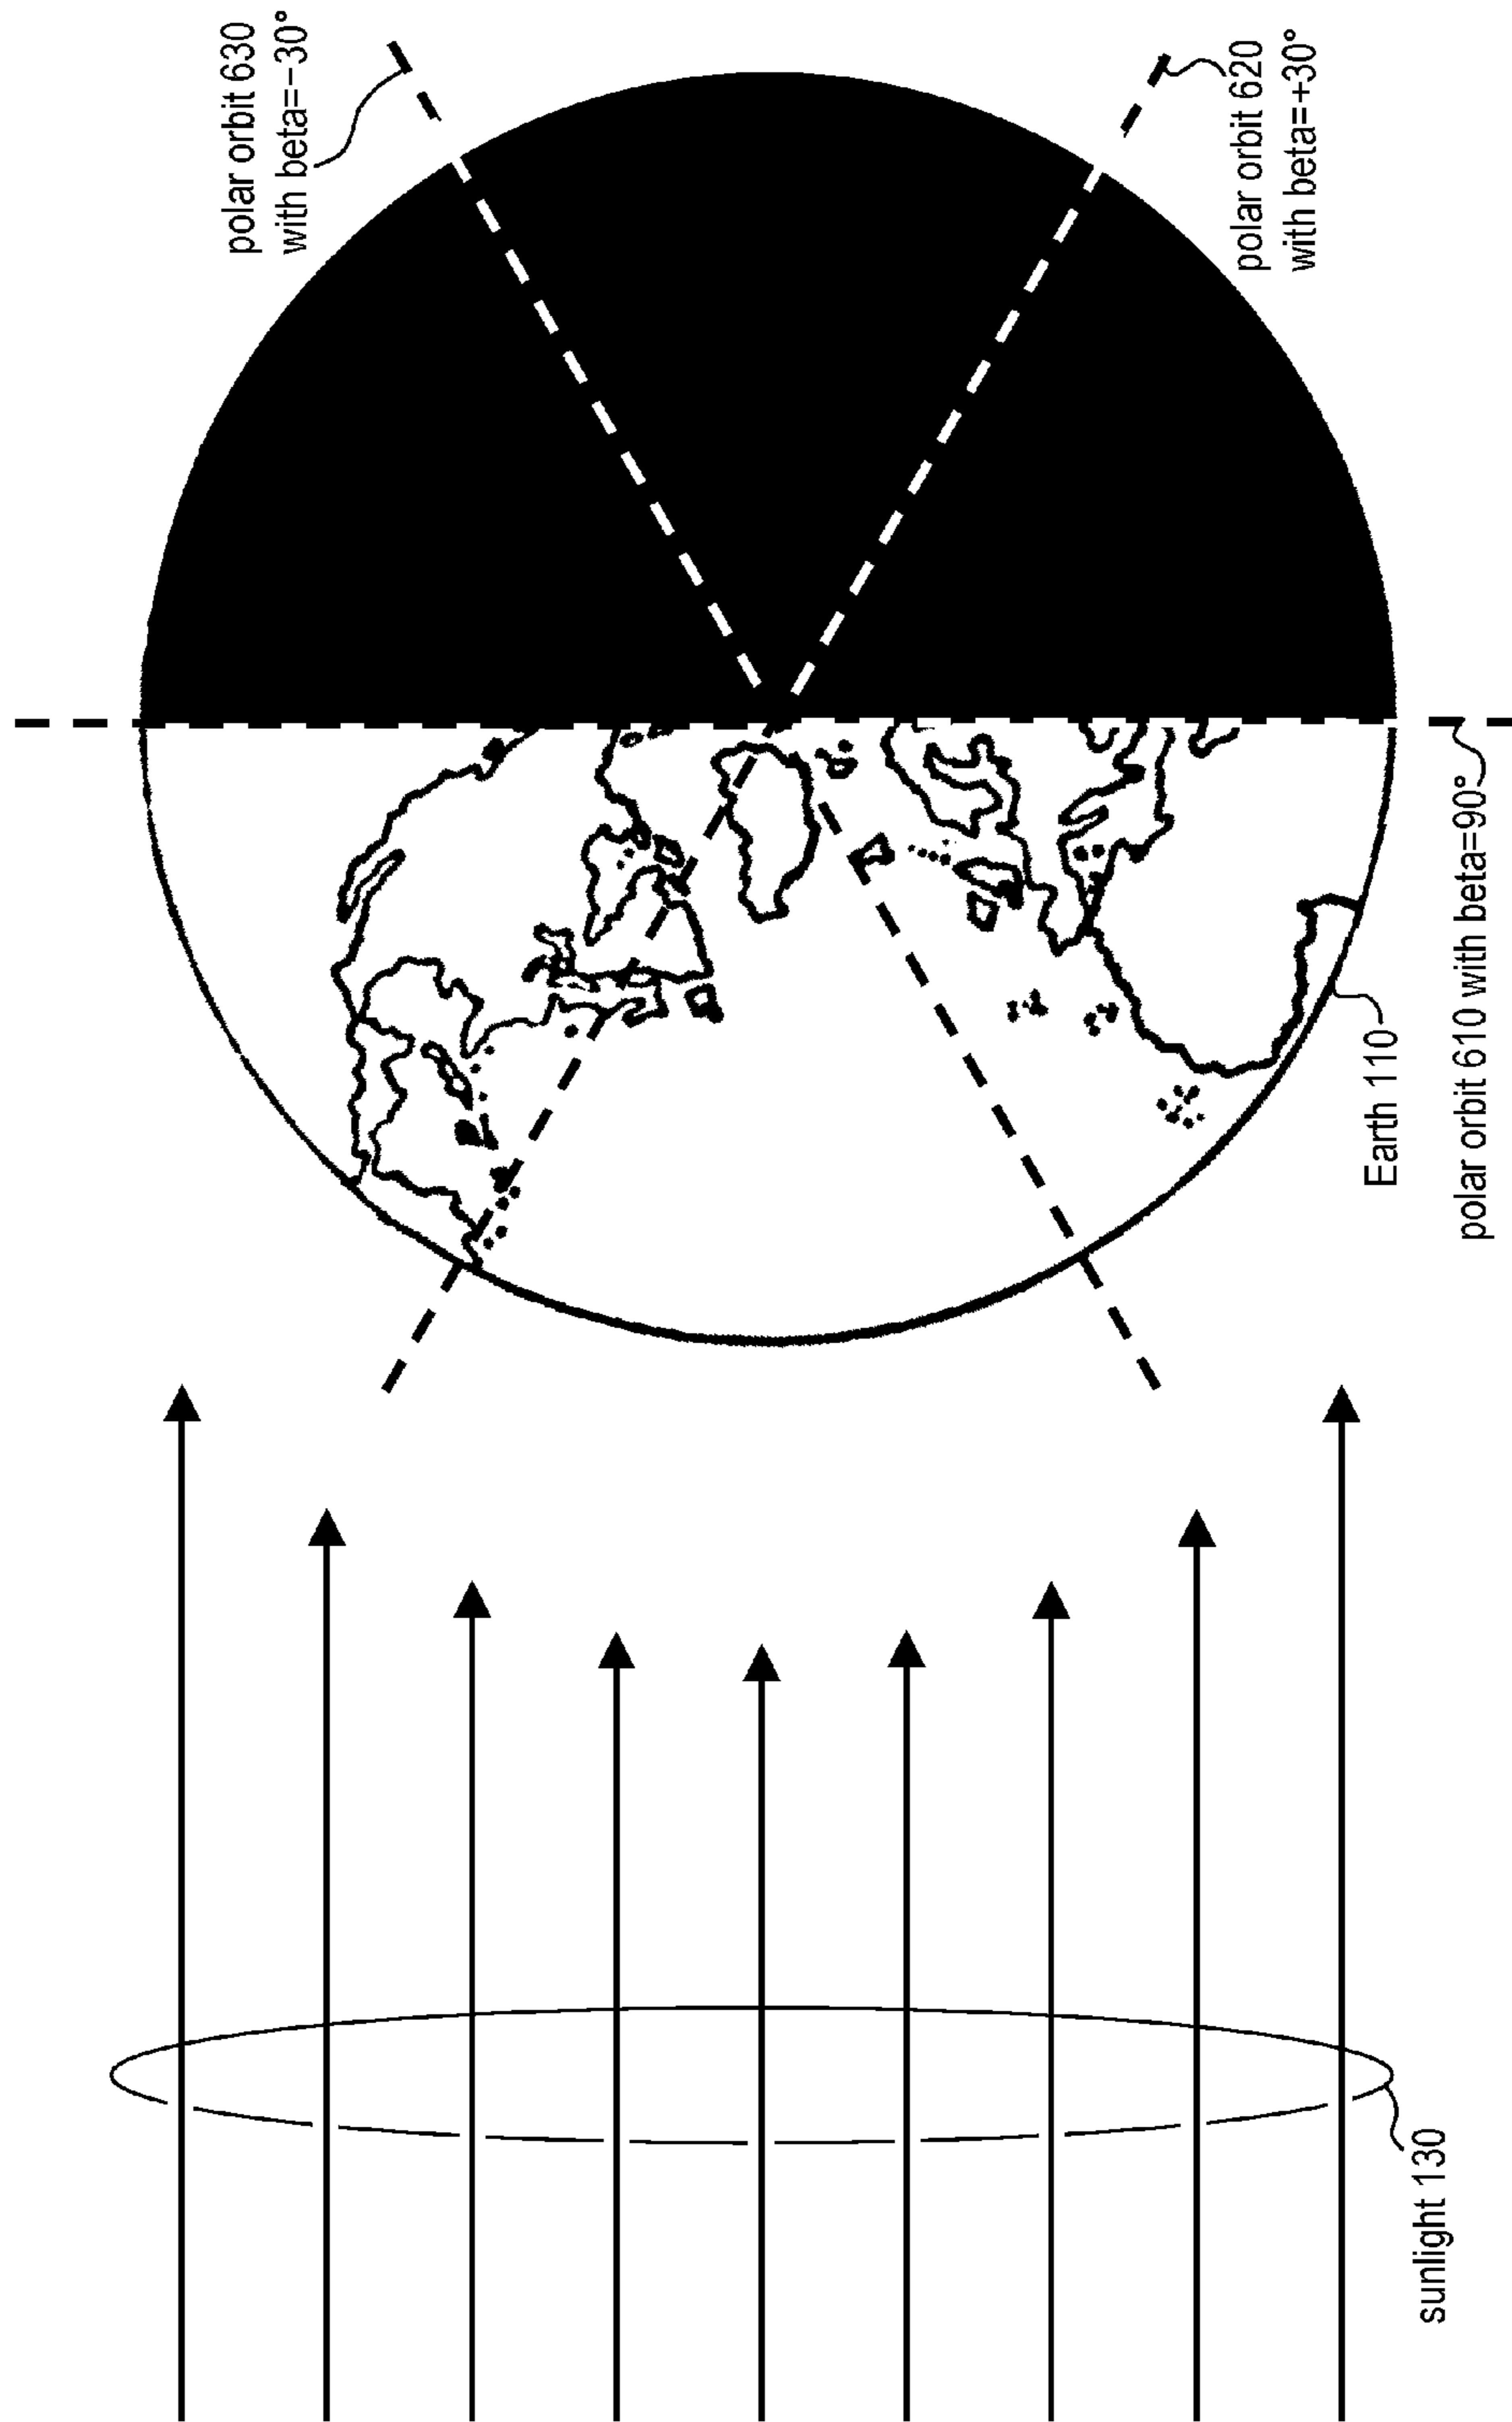 polar orbit 630
with beta=−30°
polar orbit 620
with beta=+30°
Earth 110
polar orbit 610 with beta=90°
sunlight 130